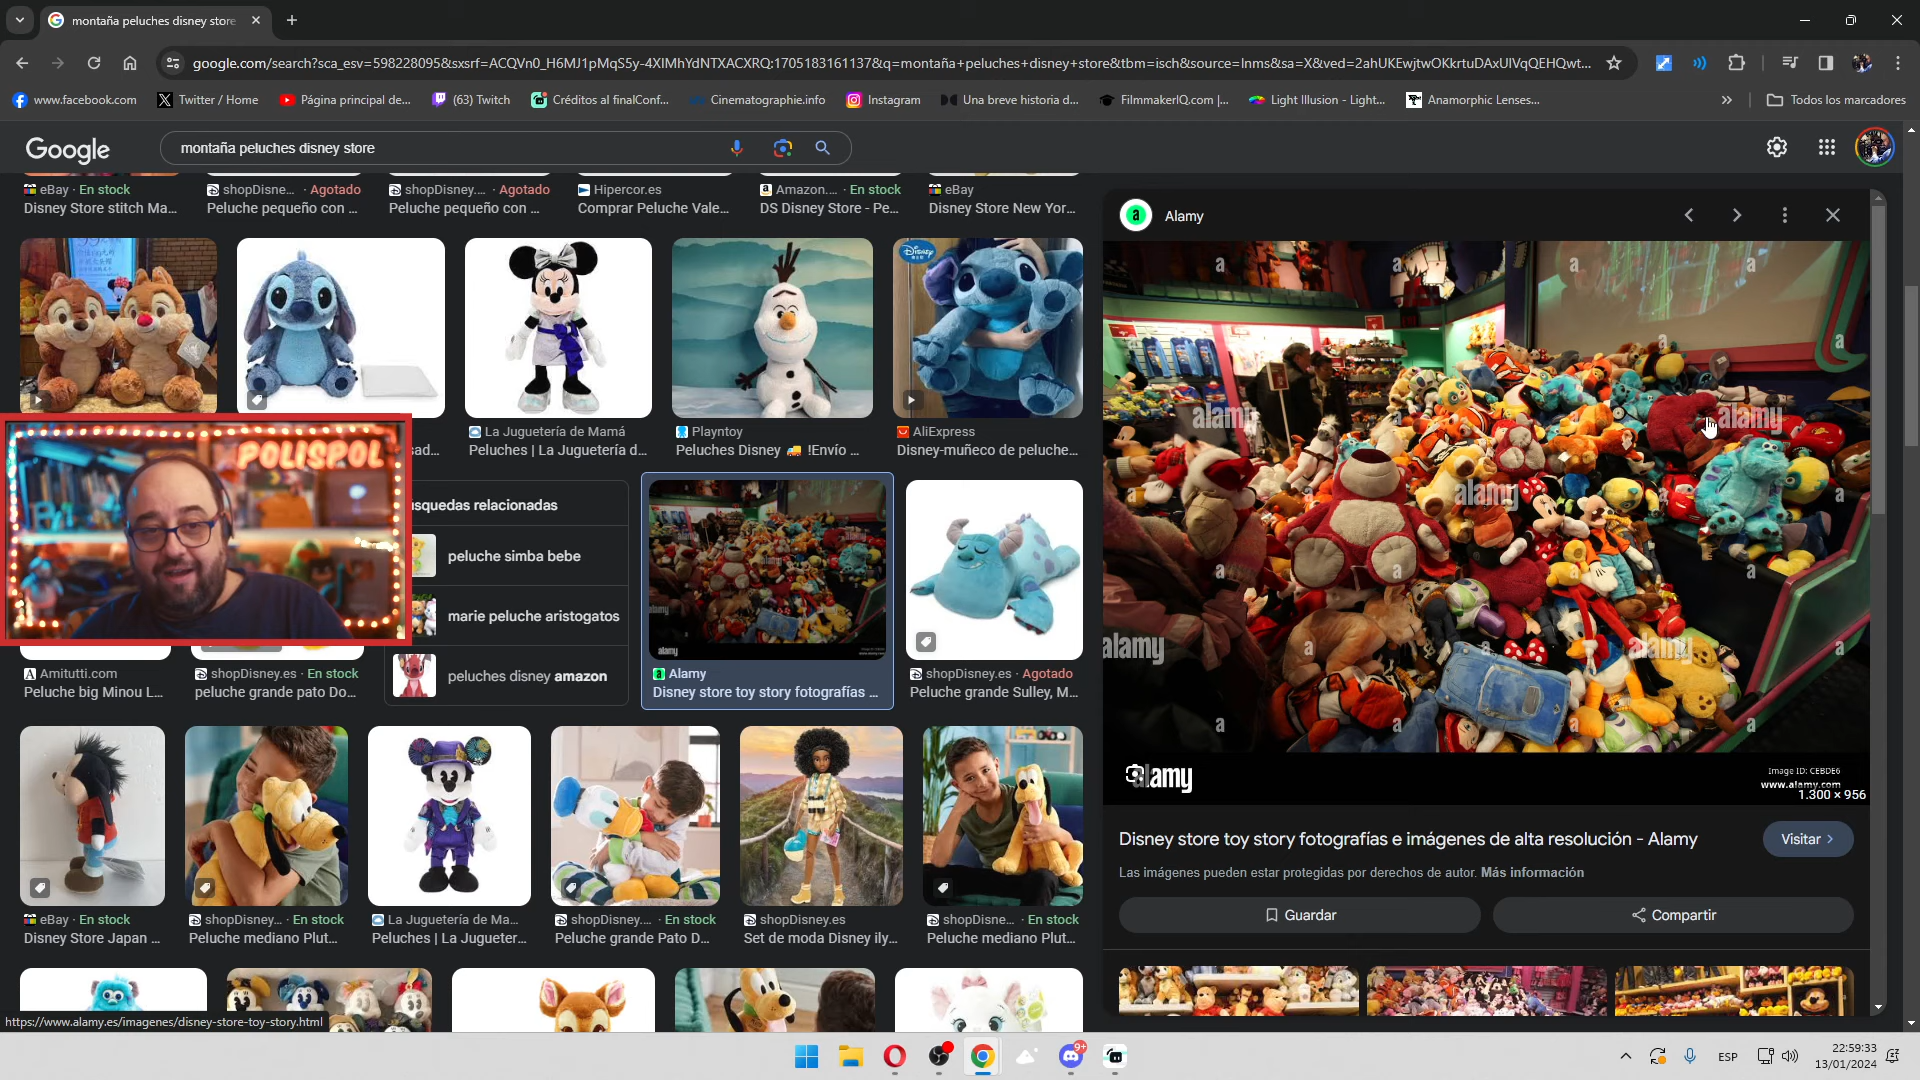 montaña peluches disney store
google.com/search?sca_esv=598228095&sxsrf=ACQVn0_H6MJ1pMqS5y-4XIMhYdNTXACXRQ:1705183161137&q=montaña+peluches+disney+store&tbm=isch&source=lnms&sa=X&ved=2ahUKEwjtwOKkrtuDAxUlVqQEHQwt...
www.facebook.com
Twitter / Home
Página principal de...
(63) Twitch
Créditos al finalConf...
Cinematographie.info
Instagram
Una breve historia d...
FilmmakerIQ.com |...
Light Illusion - Light...
Anamorphic Lenses...
Todos los marcadores
Google
montaña peluches disney store
eBay · En stock
Disney Store stitch Ma...
shopDisne... · Agotado
Peluche pequeño con ...
shopDisney.... · Agotado
Peluche pequeño con ...
Hipercor.es
Comprar Peluche Vale...
Amazon.... · En stock
DS Disney Store - Pe...
eBay
Disney Store New Yor...
Disney
sad...
La Juguetería de Mamá
Peluches | La Juguetería d...
Playntoy
Peluches Disney 🚚 !Envío ...
AliExpress
Disney-muñeco de peluche...
POLISPOL
squedas relacionadas
peluche simba bebe
marie peluche aristogatos
peluches disney amazon
Amitutti.com
Peluche big Minou L...
shopDisney.es · En stock
peluche grande pato Do...
alamy
Alamy
Disney store toy story fotografías ...
shopDisney.es · Agotado
Peluche grande Sulley, M...
eBay · En stock
Disney Store Japan ...
shopDisney... · En stock
Peluche mediano Plut...
La Juguetería de Ma...
Peluches | La Jugueter...
shopDisney.... · En stock
Peluche grande Pato D...
shopDisney.es
Set de moda Disney ily...
shopDisne... · En stock
Peluche mediano Plut...
Alamy
alamy
alamy
alamy
alamy
alamy
alamy
Image ID: CEBDE6
www.alamy.com
1.300 × 956
Disney store toy story fotografías e imágenes de alta resolución - Alamy
Visitar
Las imágenes pueden estar protegidas por derechos de autor. Más información
Guardar
Compartir
https://www.alamy.es/imagenes/disney-store-toy-story.html
9+
ESP
22:59:33
13/01/2024